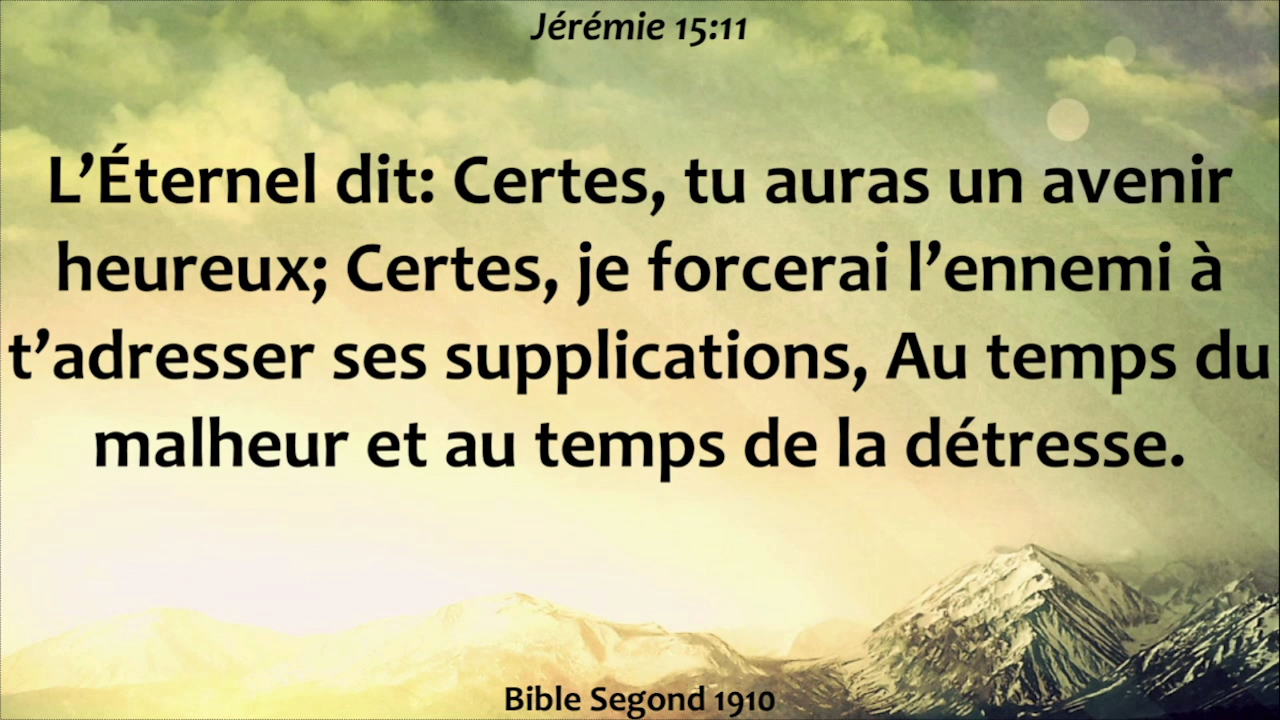 Jérémie 15:11
L’Éternel dit: Certes, tu auras un avenir
heureux; Certes, je forcerai l’ennemi à
t’adresser ses supplications, Au temps du
malheur et au temps de la détresse.
Bible Segond 1910